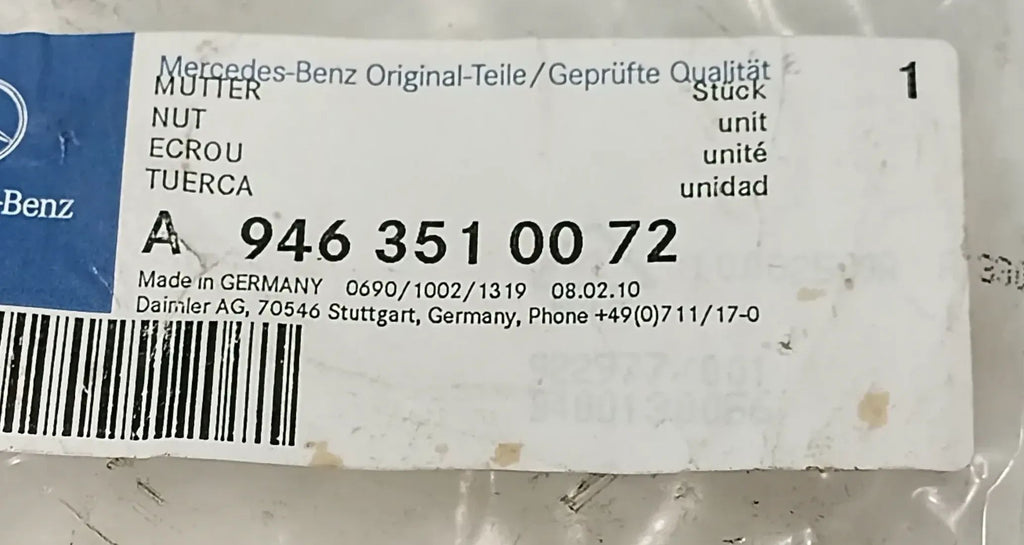 Mercedes-Benz Original-Teile/Geprüfte Qualität
MUTTER Stück 1
NUT unit
ECROU unité
TUERCA unidad
-Benz
A 946 351 00 72
Made in GERMANY 0690/1002/1319 08.02.10
Daimler AG, 70546 Stuttgart, Germany, Phone +49(0)711/17-0